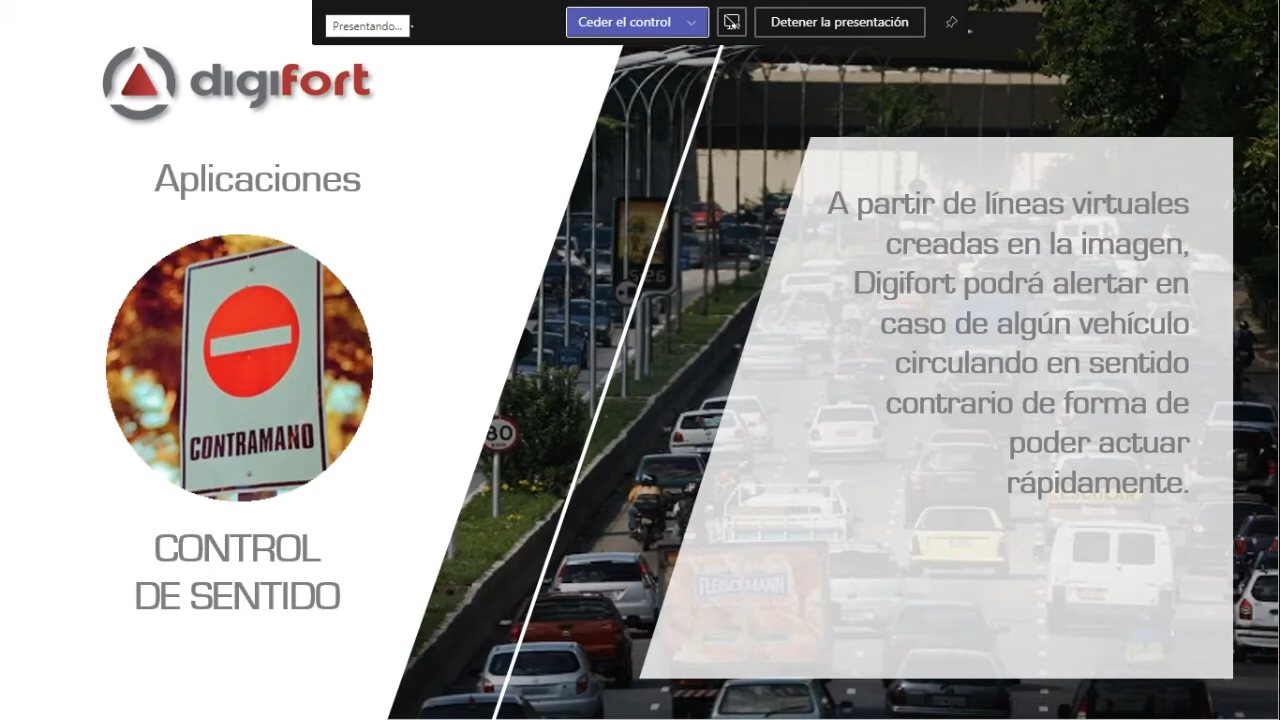 Presentando...
Ceder el control
Detener la presentación
digifort
Aplicaciones
CONTRAMANO
CONTROL
DE SENTIDO
A partir de líneas virtuales
creadas en la imagen,
Digifort podrá alertar en
caso de algún vehículo
circulando en sentido
contrario de forma de
poder actuar
rápidamente.
80
ESCOLAR
FLEISCHMANN